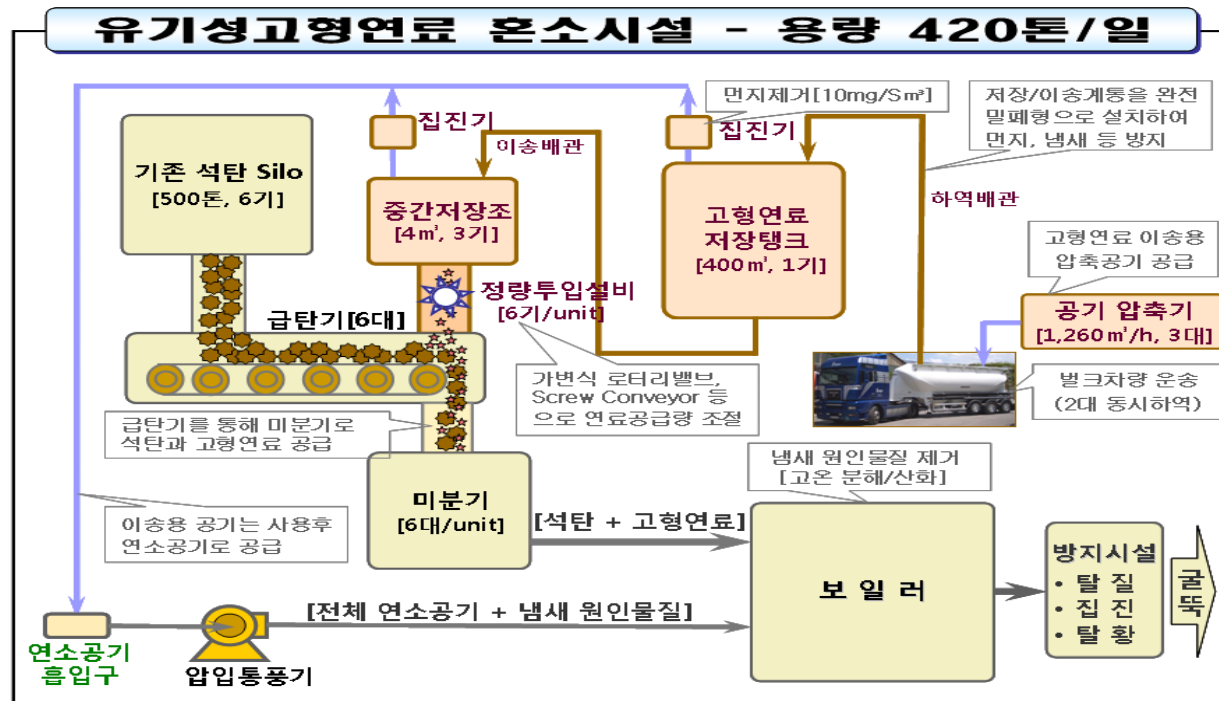 유기성고형연료 혼소시설 - 용량 420톤/일
먼지제거[10mg/Sm³]
저장/이송계통을 완전
밀폐형으로 설치하여
먼지, 냄새 등 방지
집진기
이송배관
집진기
기존 석탄 Silo
[500톤, 6기]
중간저장조
[4㎥, 3기]
고형연료
저장탱크
[400㎥, 1기]
하역배관
고형연료 이송용
압축공기 공급
정량투입설비
[6기/unit]
공기 압축기
[1,260㎥/h, 3대]
급탄기[6대]
가변식 로터리밸브,
Screw Conveyor 등
으로 연료공급량 조절
벌크차량 운송
(2대 동시하역)
급탄기를 통해 미분기로
석탄과 고형연료 공급
냄새 원인물질 제거
[고온 분해/산화]
미분기
[6대/unit]
[석탄 + 고형연료]
이송용 공기는 사용후
연소공기로 공급
보일러
방지시설
• 탈 질
• 집 진
• 탈 황
굴뚝
[전체 연소공기 + 냄새 원인물질]
연소공기
흡입구
압입통풍기